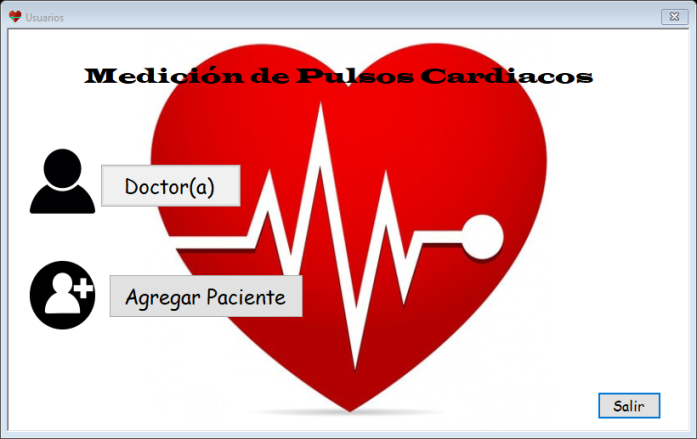 Usuarios
Medición de Pulsos Cardiacos
Doctor(a)
Agregar Paciente
Salir